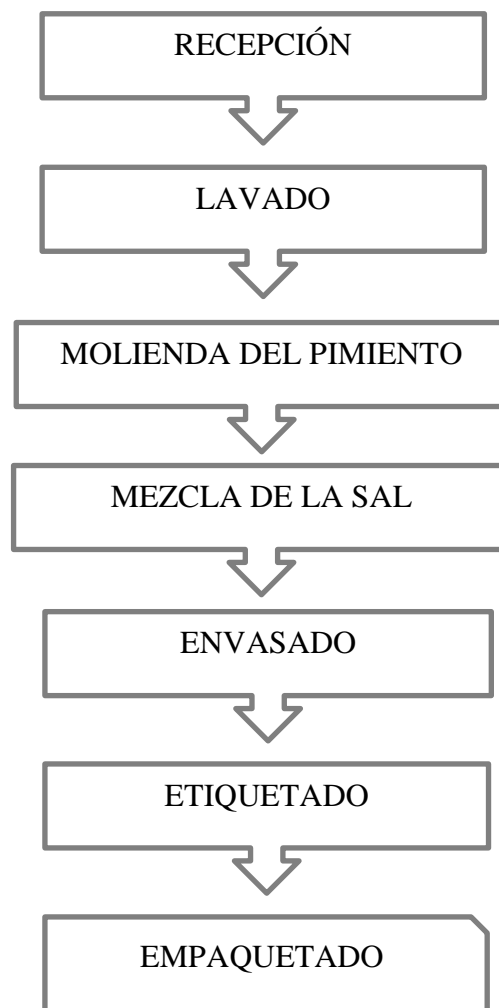 RECEPCIÓN
LAVADO
MOLIENDA DEL PIMIENTO
MEZCLA DE LA SAL
ENVASADO
ETIQUETADO
EMPAQUETADO